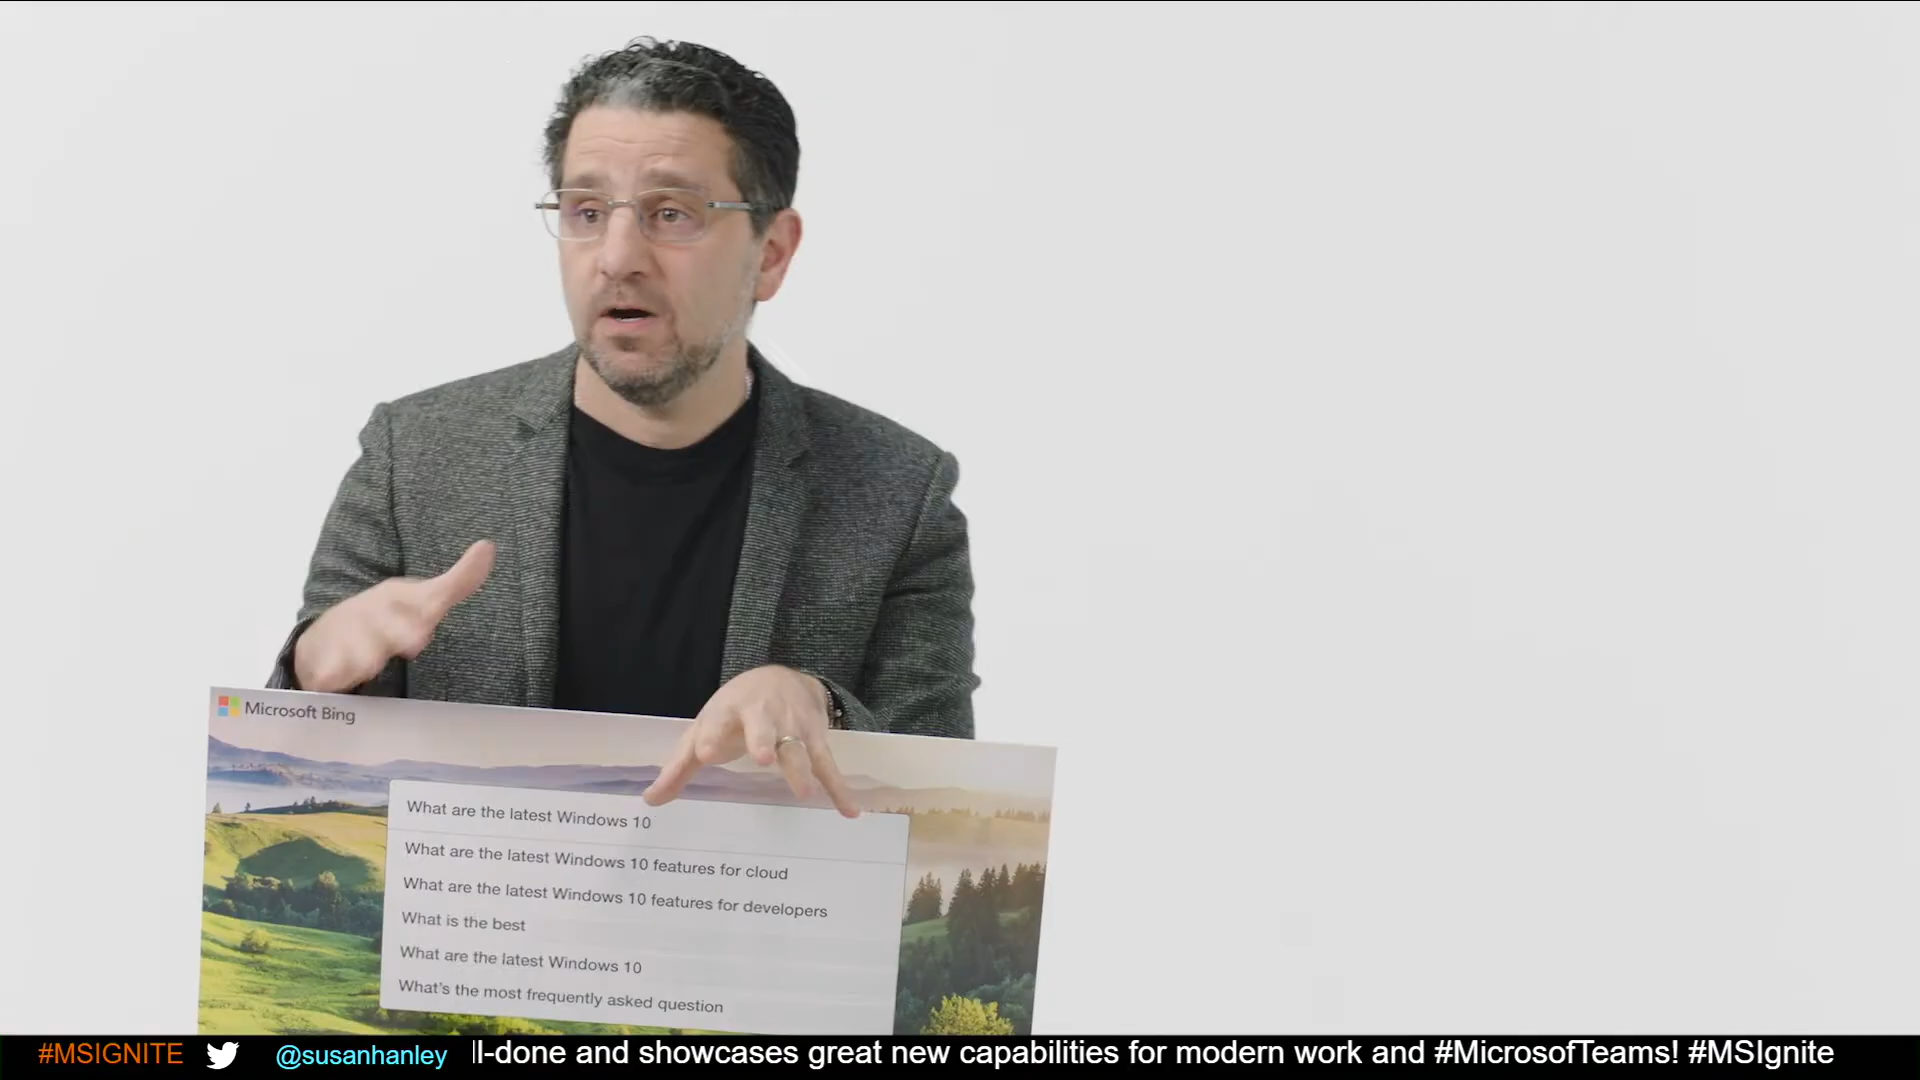 Microsoft Bing
What are the latest Windows 10
What are the latest Windows 10 features for cloud
What are the latest Windows 10 features for developers
What is the best
What are the latest Windows 10
What's the most frequently asked question
#MSIGNITE @susanhanley ll-done and showcases great new capabilities for modern work and #MicrosofTeams! #MSIgnite